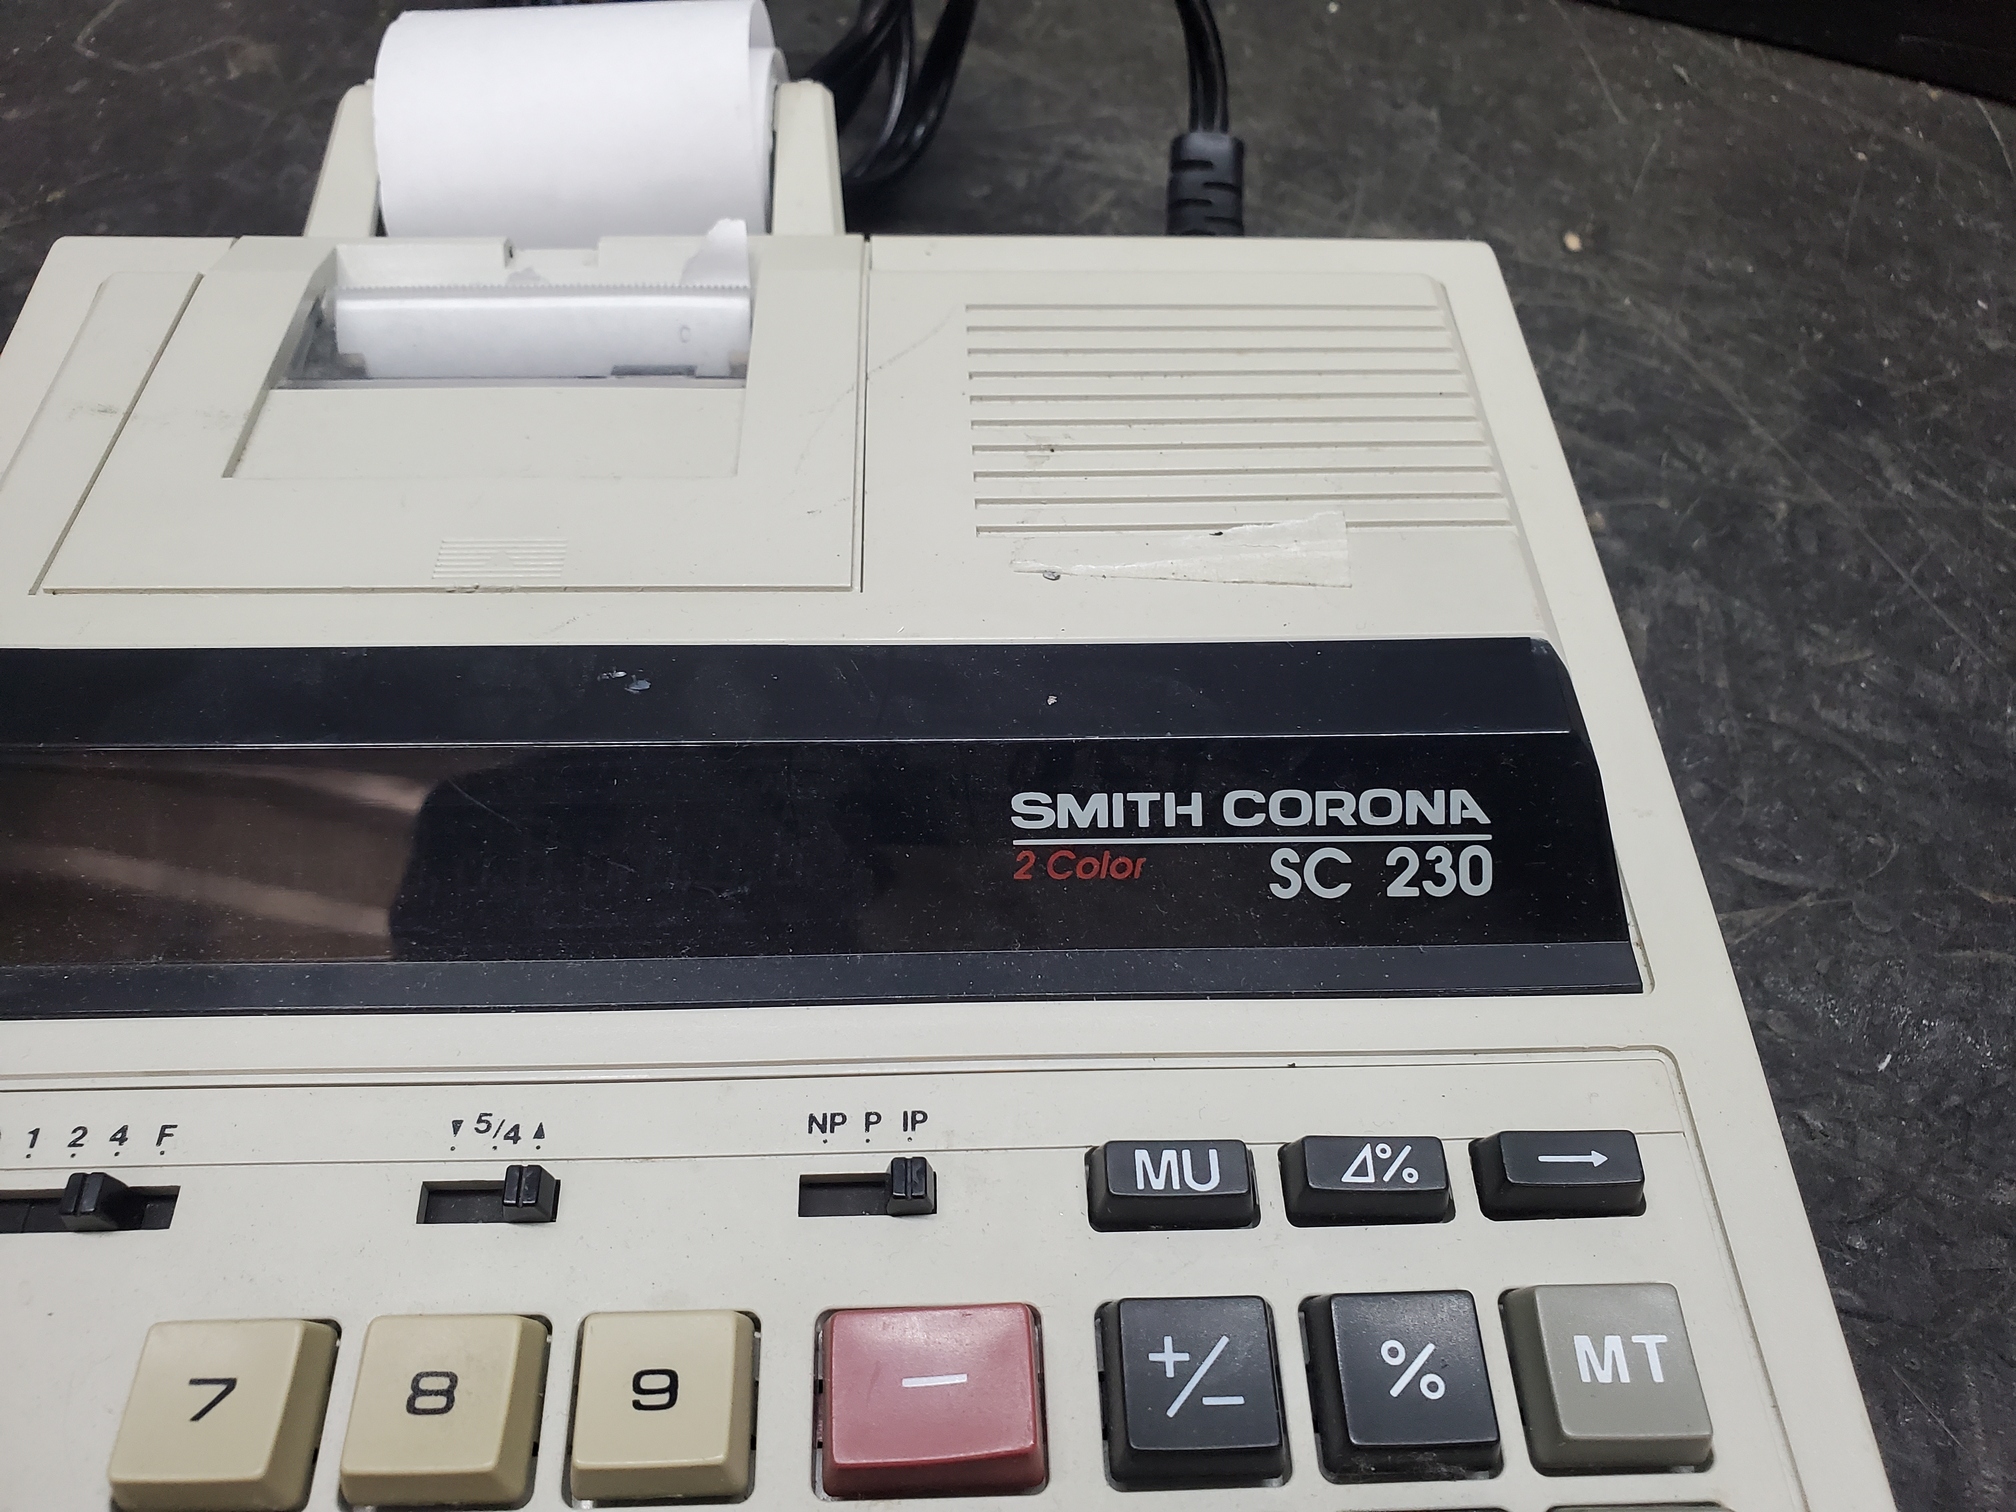 SMITH CORONA
2 Color SC 230
1 2 4 F
▼ 5/4 ▲
NP P IP
MU
⊿%
→
7
8
9
—
+/−
%
MT